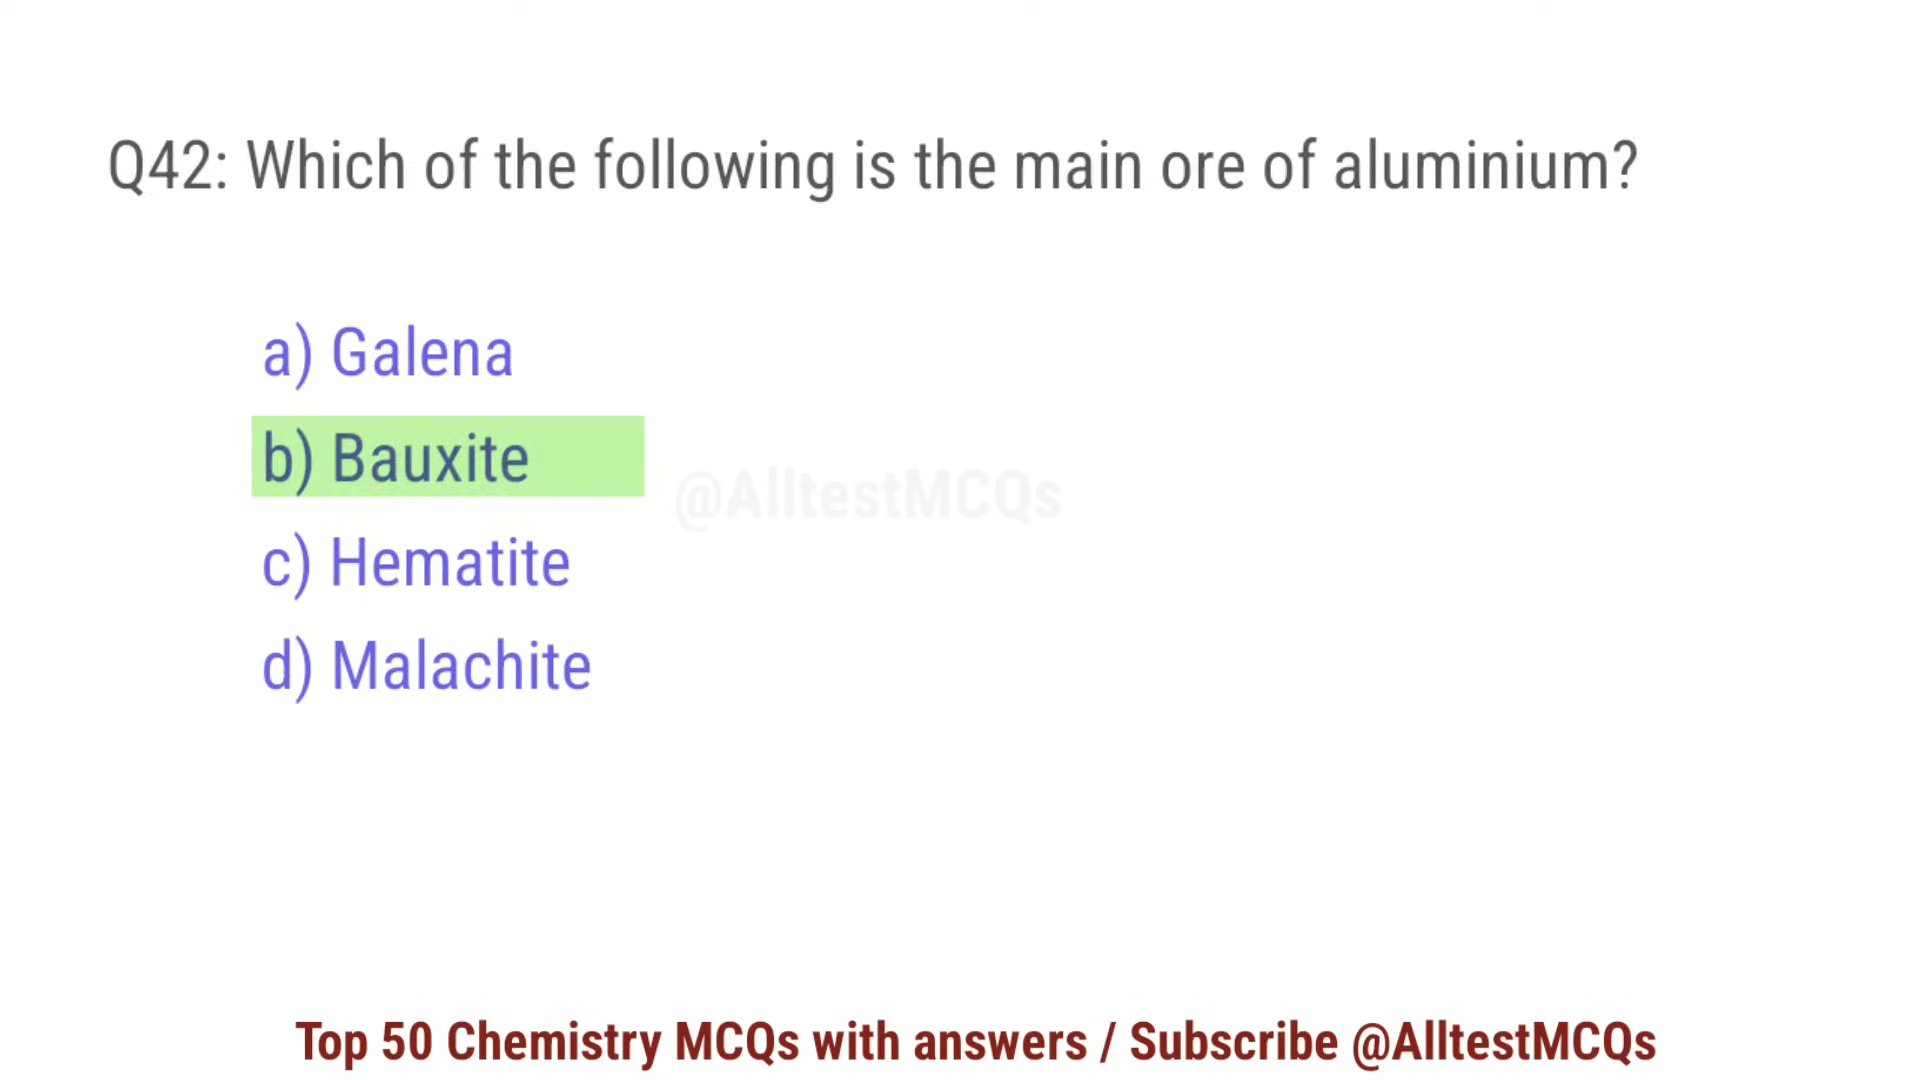 Q42: Which of the following is the main ore of aluminium?
a) Galena
b) Bauxite
@AlltestMCQs
c) Hematite
d) Malachite
Top 50 Chemistry MCQs with answers / Subscribe @AlltestMCQs